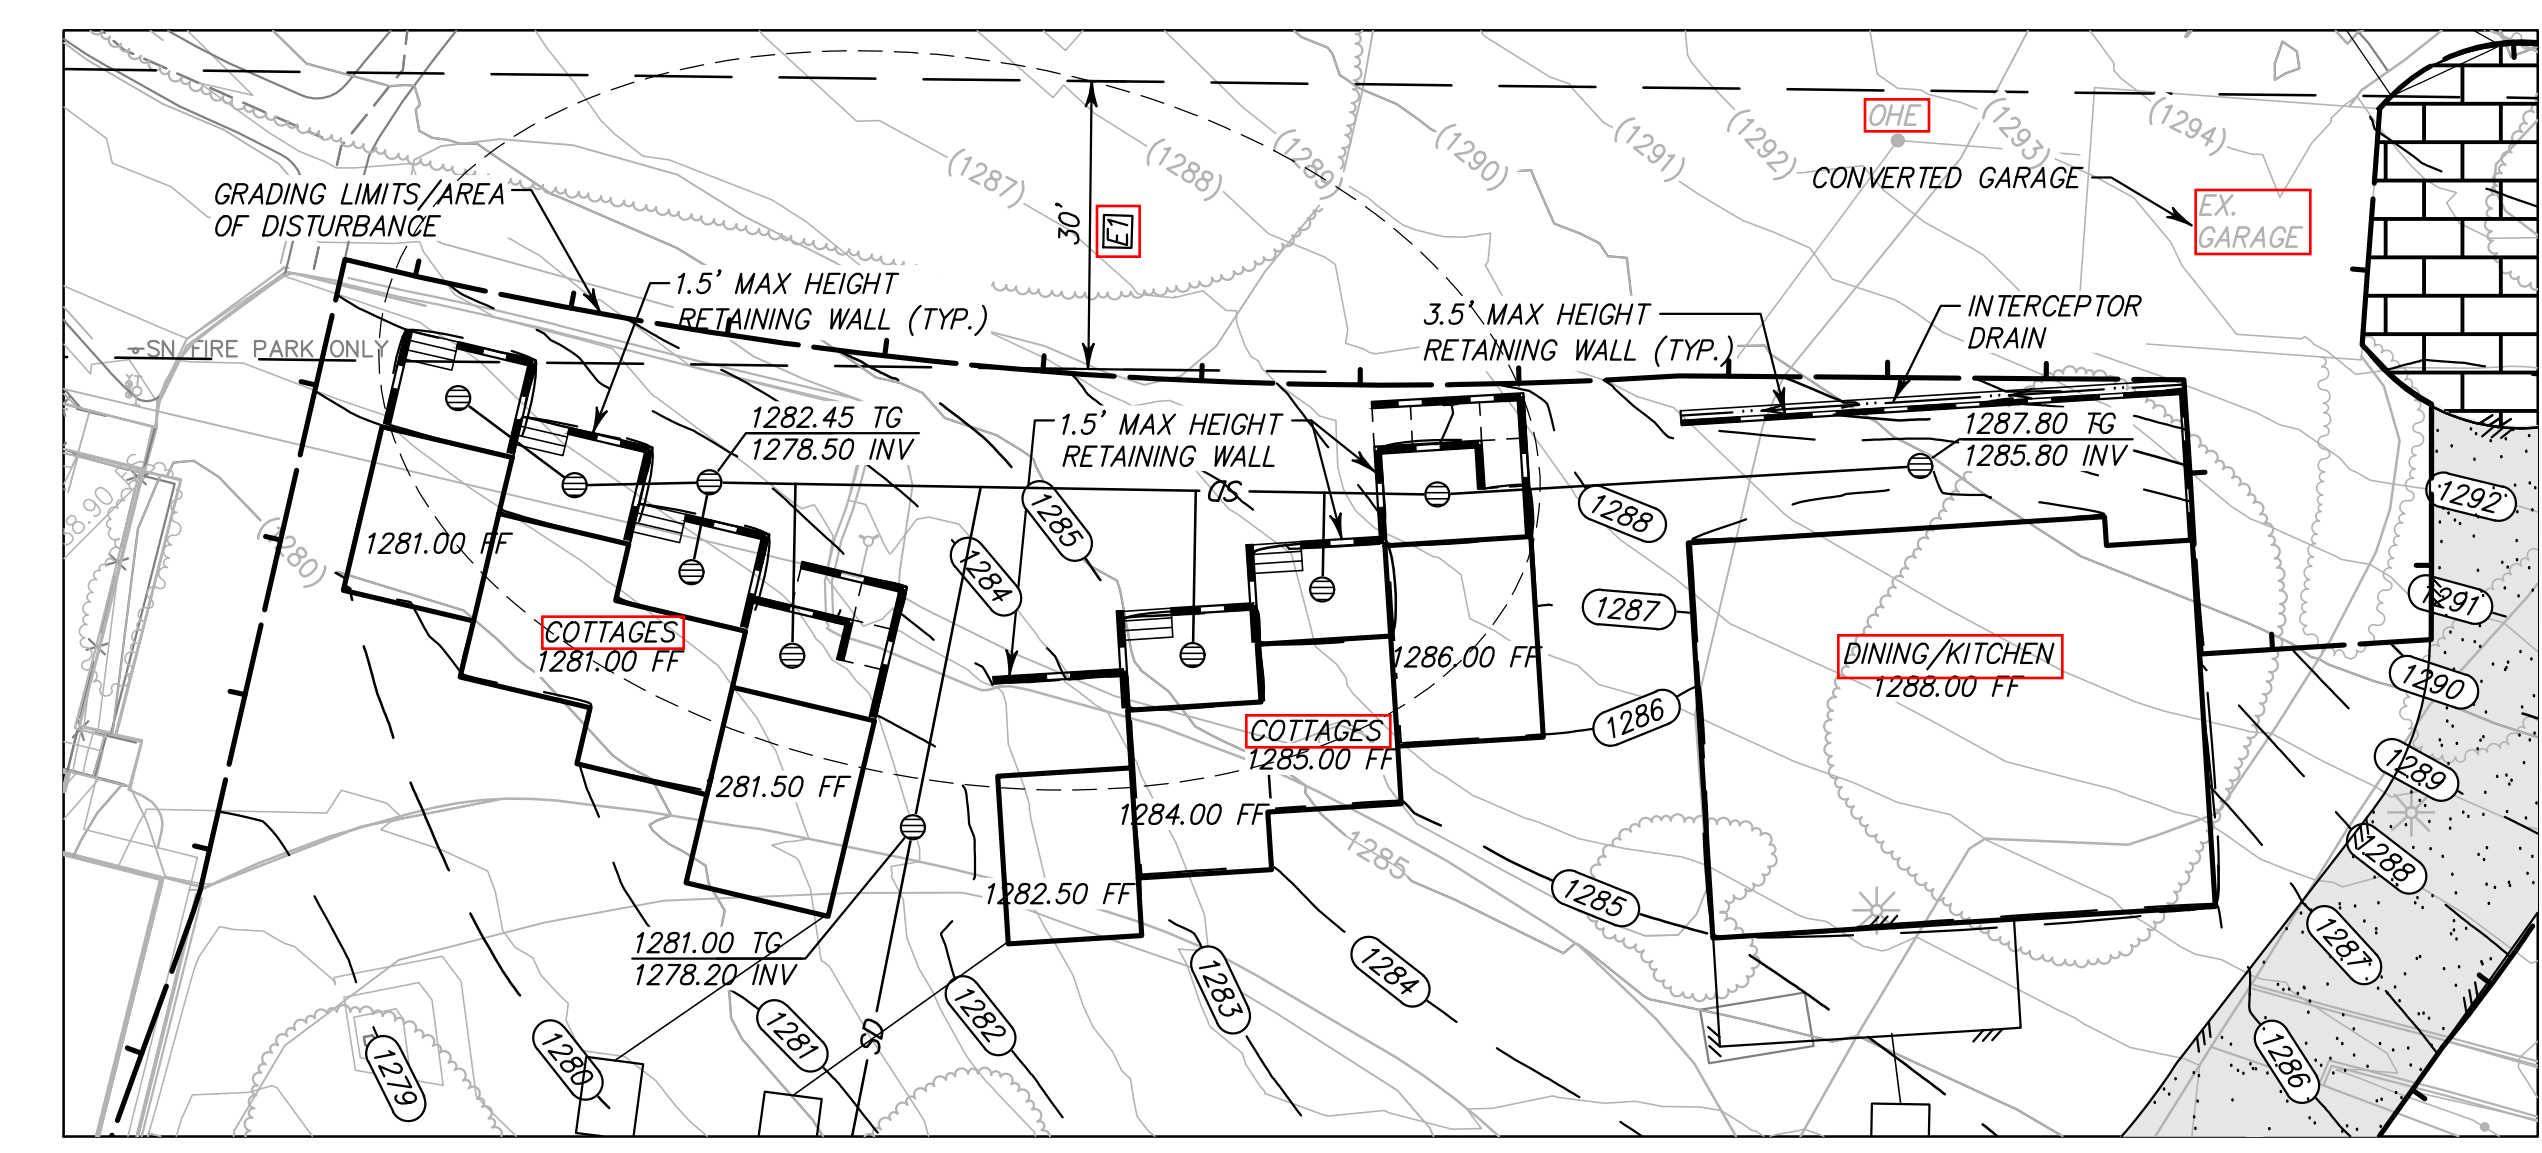 OHE
(1287)
(1288)
(1289)
(1290)
(1291)
(1292)
(1293)
(1294)
CONVERTED GARAGE
EX.
GARAGE
GRADING LIMITS/AREA
OF DISTURBANCE
30'
E1
1.5' MAX HEIGHT
RETAINING WALL (TYP.)
3.5' MAX HEIGHT
RETAINING WALL (TYP.)
INTERCEPTOR
DRAIN
SN FIRE PARK ONLY
1282.45 TG
1278.50 INV
1.5' MAX HEIGHT
RETAINING WALL
1287.80 TG
1285.80 INV
SD
1285
1284
1288
1292
8.90
(1280)
1281.00 FF
1287
1291
COTTAGES
1281.00 FF
1286.00 FF
DINING/KITCHEN
1288.00 FF
1290
1286
COTTAGES
1285.00 FF
281.50 FF
1289
1284.00 FF
1285
1288
1282.50 FF
1285
1281.00 TG
1278.20 INV
1287
1284
1283
1282
1281
SD
1280
1279
1286